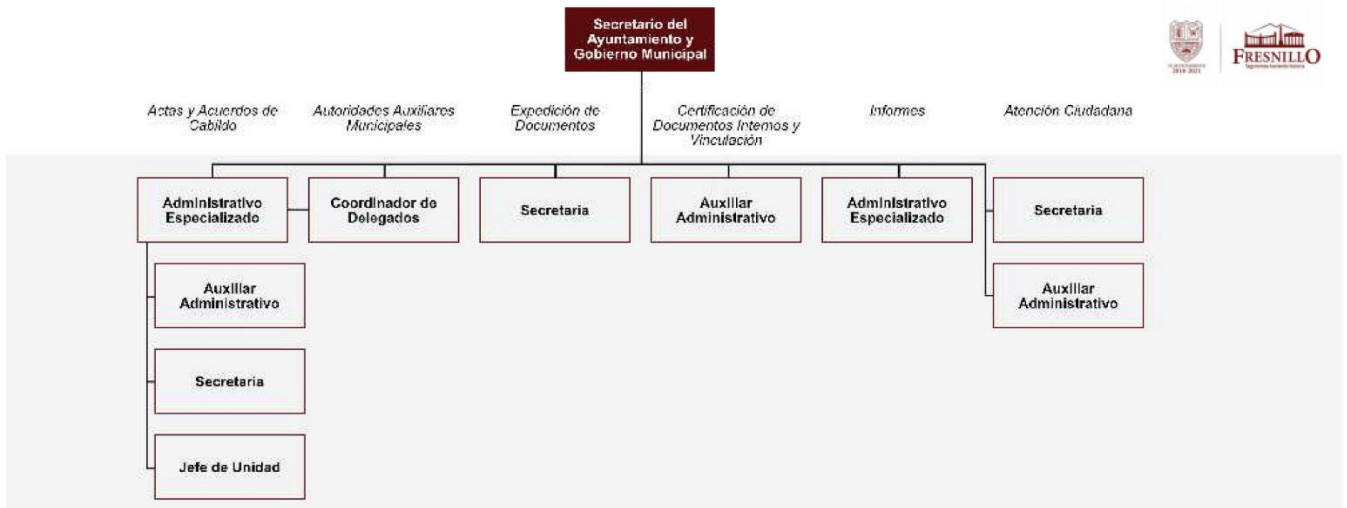 Secretario del
Ayuntamiento y
Gobierno Municipal
2018-2021
FRESNILLO
Actas y Acuerdos de
Cabildo
Autoridades Auxiliares
Municipales
Expedición de
Documentos
Certificación de
Documentos Internos y
Vinculación
Informes
Atención Ciudadana
Administrativo
Especializado
Coordinador de
Delegados
Secretaria
Auxiliar
Administrativo
Administrativo
Especializado
Secretaria
Auxiliar
Administrativo
Auxiliar
Administrativo
Secretaria
Jefe de Unidad